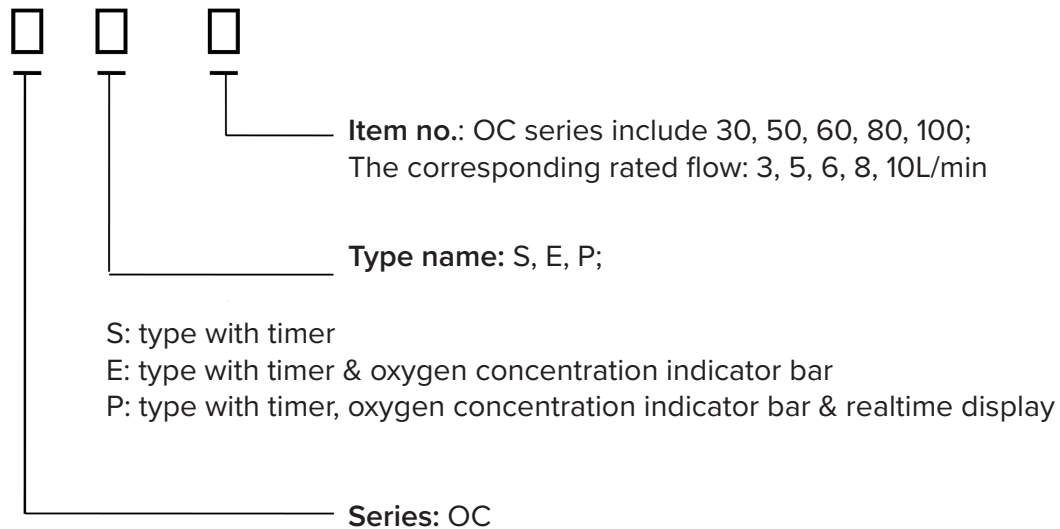 Item no.: OC series include 30, 50, 60, 80, 100;
The corresponding rated flow: 3, 5, 6, 8, 10L/min
Type name: S, E, P;
S: type with timer
E: type with timer & oxygen concentration indicator bar
P: type with timer, oxygen concentration indicator bar & realtime display
Series: OC